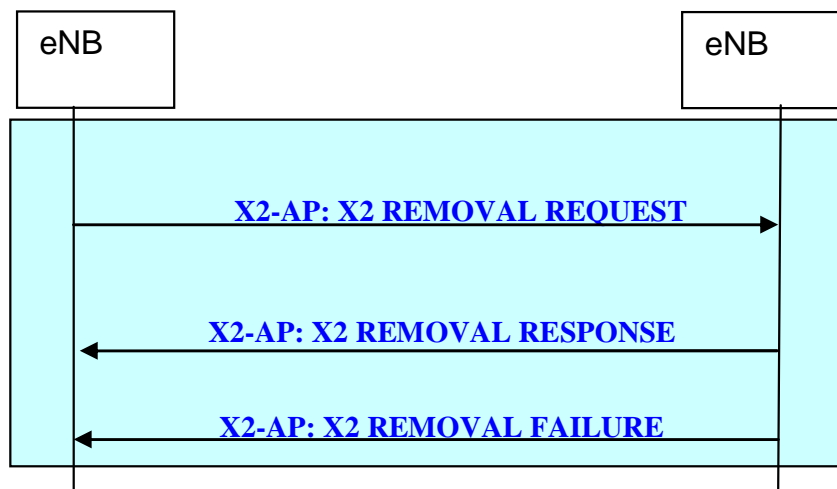 eNB
eNB
X2-AP: X2 REMOVAL REQUEST
X2-AP: X2 REMOVAL RESPONSE
X2-AP: X2 REMOVAL FAILURE